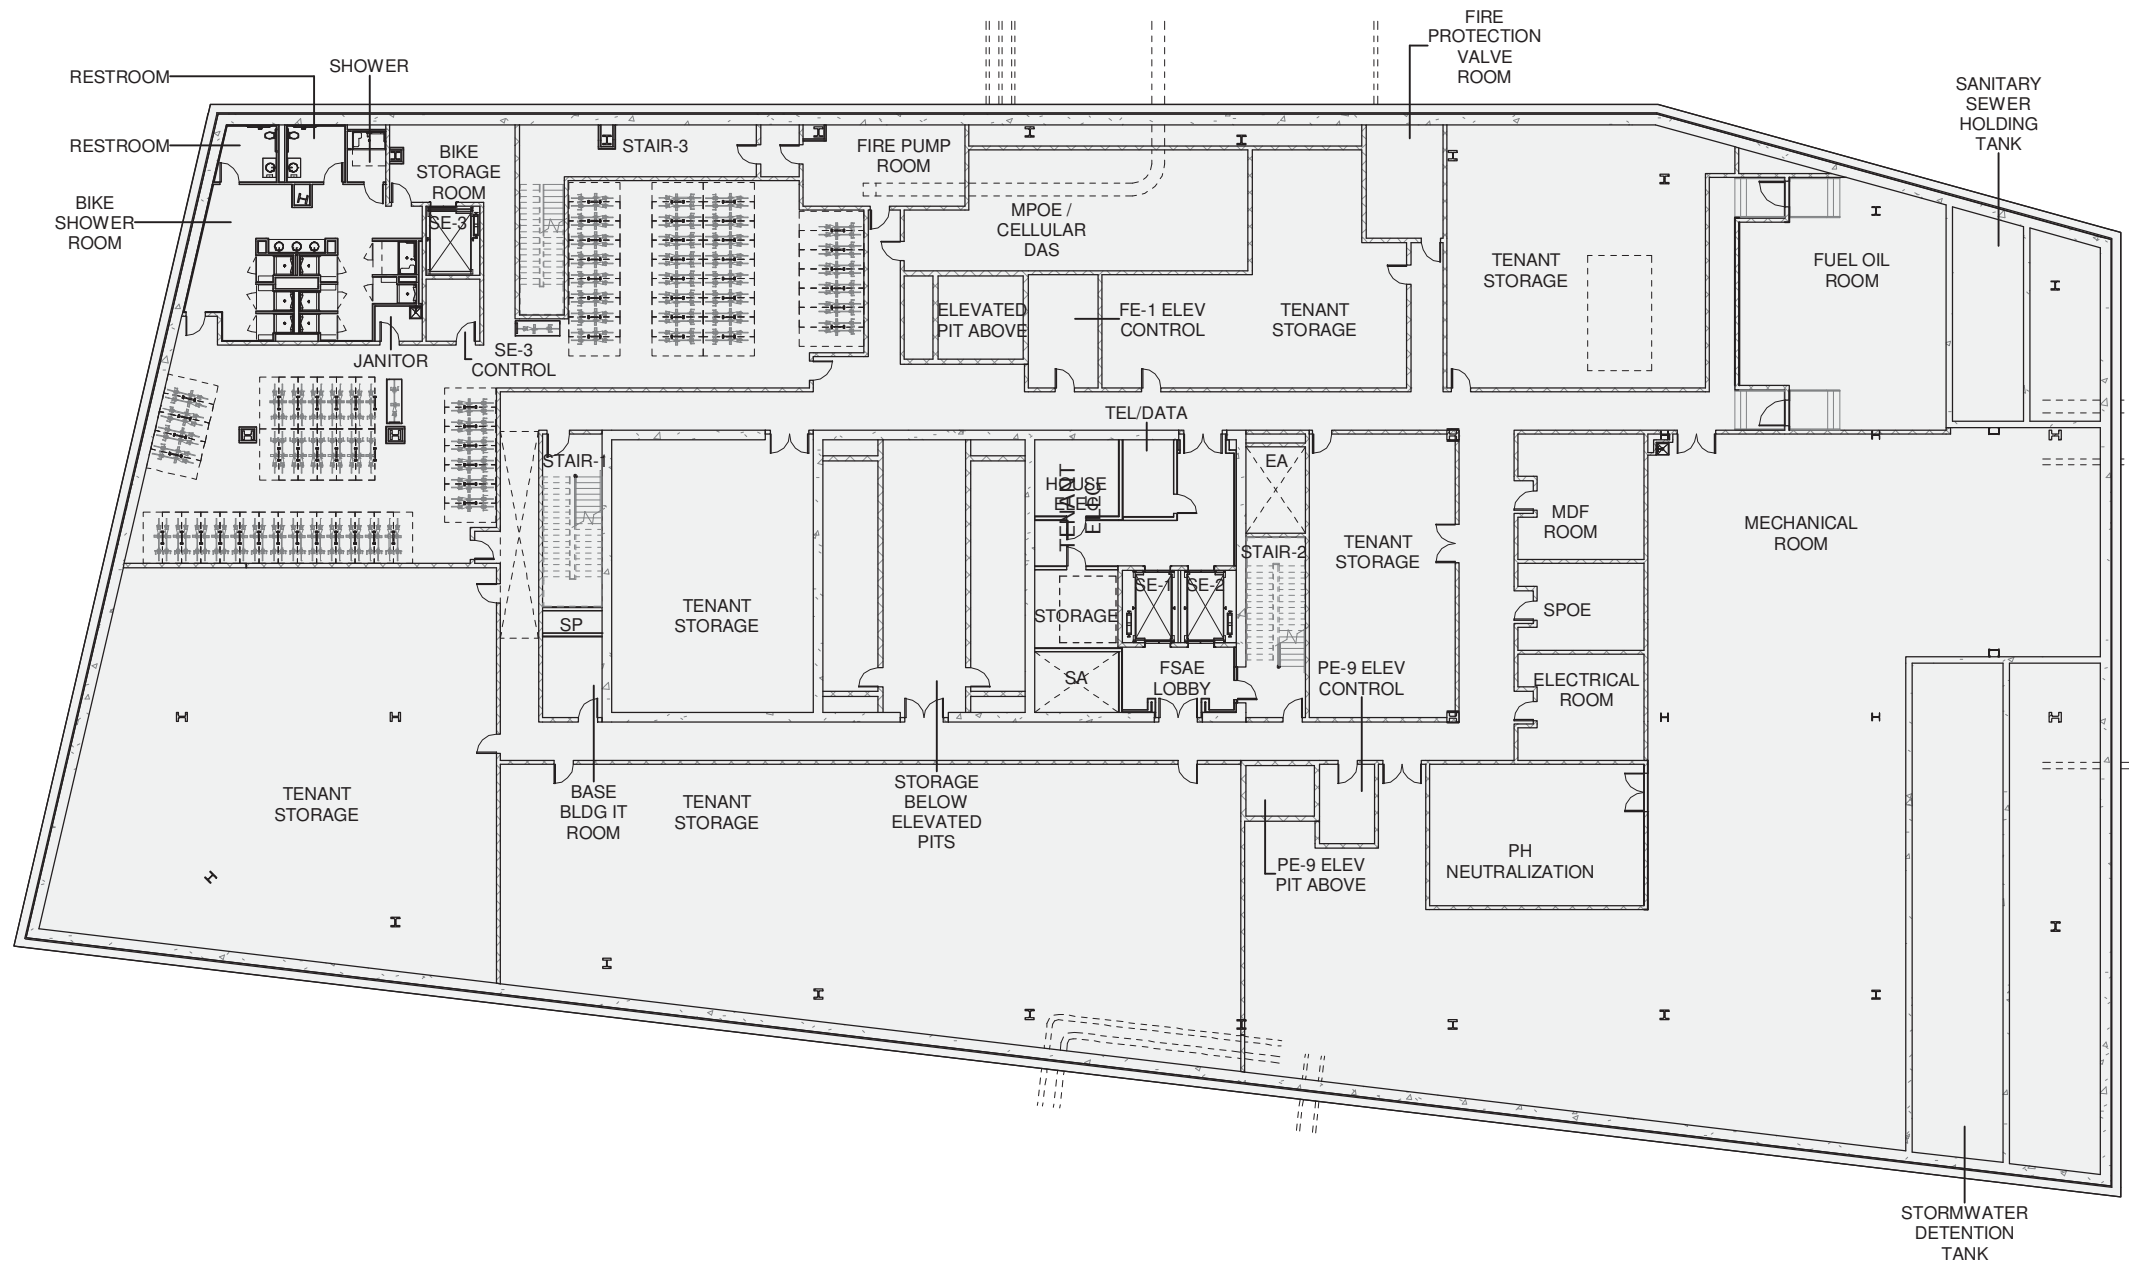 FIRE
PROTECTION
VALVE
ROOM
SHOWER
RESTROOM
SANITARY
SEWER
HOLDING
TANK
RESTROOM
BIKE
STORAGE
ROOM
STAIR-3
FIRE PUMP
ROOM
BIKE
SHOWER
ROOM
SE-3
MPOE /
CELLULAR
DAS
TENANT
STORAGE
FUEL OIL
ROOM
ELEVATED
PIT ABOVE
FE-1 ELEV
CONTROL
TENANT
STORAGE
JANITOR
SE-3
CONTROL
TEL/DATA
STAIR-1
HOUSE
ELEC
TENANT
ELEC
EA
STAIR-2
TENANT
STORAGE
MDF
ROOM
MECHANICAL
ROOM
TENANT
STORAGE
SP
STORAGE
SE-1
SE-2
SPOE
SA
FSAE
LOBBY
PE-9 ELEV
CONTROL
ELECTRICAL
ROOM
TENANT
STORAGE
BASE
BLDG IT
ROOM
TENANT
STORAGE
STORAGE
BELOW
ELEVATED
PITS
PE-9 ELEV
PIT ABOVE
PH
NEUTRALIZATION
STORMWATER
DETENTION
TANK